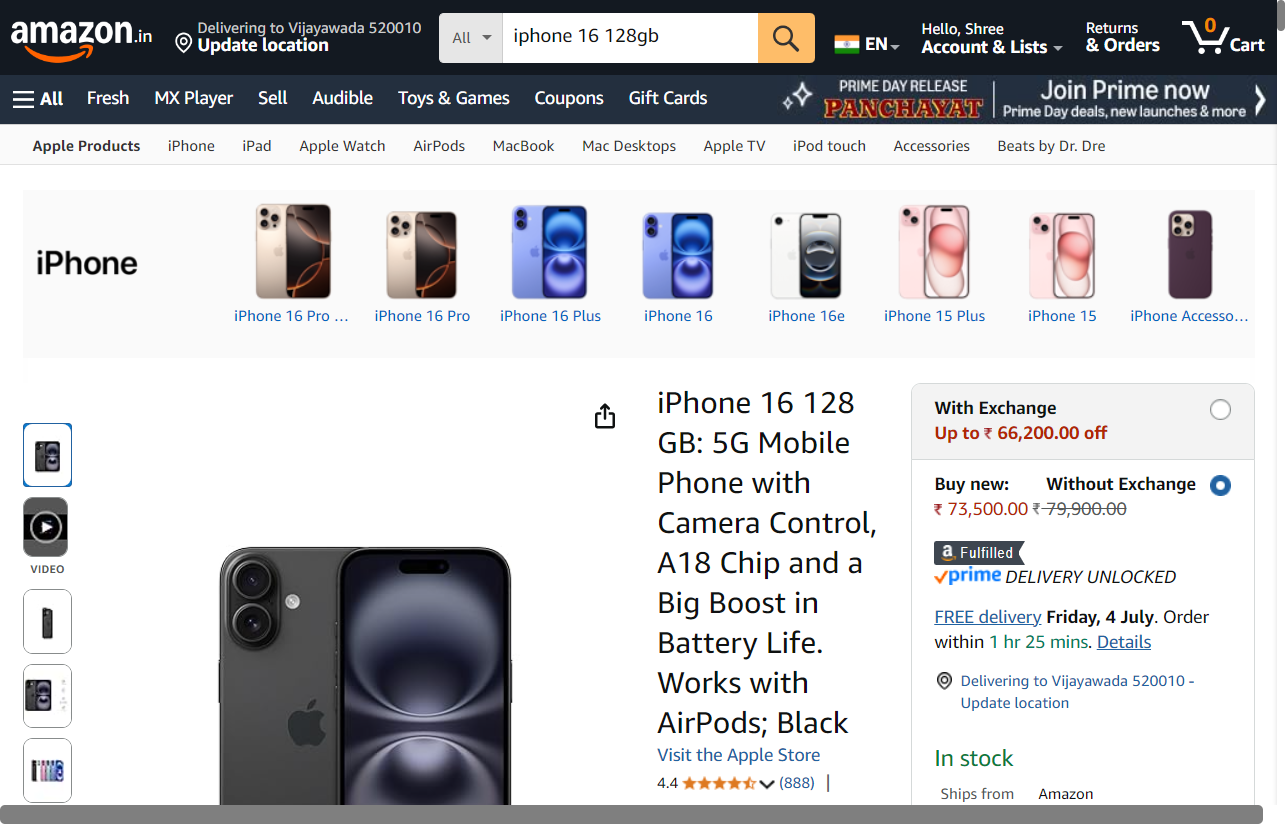 amazon.in
Delivering to Vijayawada 520010
Update location
All
iphone 16 128gb
EN
Hello, Shree
Account & Lists
Returns
& Orders
0
Cart
All
Fresh
MX Player
Sell
Audible
Toys & Games
Coupons
Gift Cards
PRIME DAY RELEASE
PANCHAYAT
Join Prime now
Prime Day deals, new launches & more
Apple Products
iPhone
iPad
Apple Watch
AirPods
MacBook
Mac Desktops
Apple TV
iPod touch
Accessories
Beats by Dr. Dre
iPhone
iPhone 16 Pro ...
iPhone 16 Pro
iPhone 16 Plus
iPhone 16
iPhone 16e
iPhone 15 Plus
iPhone 15
iPhone Accesso...
VIDEO
iPhone 16 128
GB: 5G Mobile
Phone with
Camera Control,
A18 Chip and a
Big Boost in
Battery Life.
Works with
AirPods; Black
Visit the Apple Store
4.4
(888)
With Exchange
Up to ₹ 66,200.00 off
Buy new:
Without Exchange
₹ 73,500.00 ₹ 79,900.00
a Fulfilled
prime DELIVERY UNLOCKED
FREE delivery Friday, 4 July. Order
within 1 hr 25 mins. Details
Delivering to Vijayawada 520010 -
Update location
In stock
Ships from
Amazon